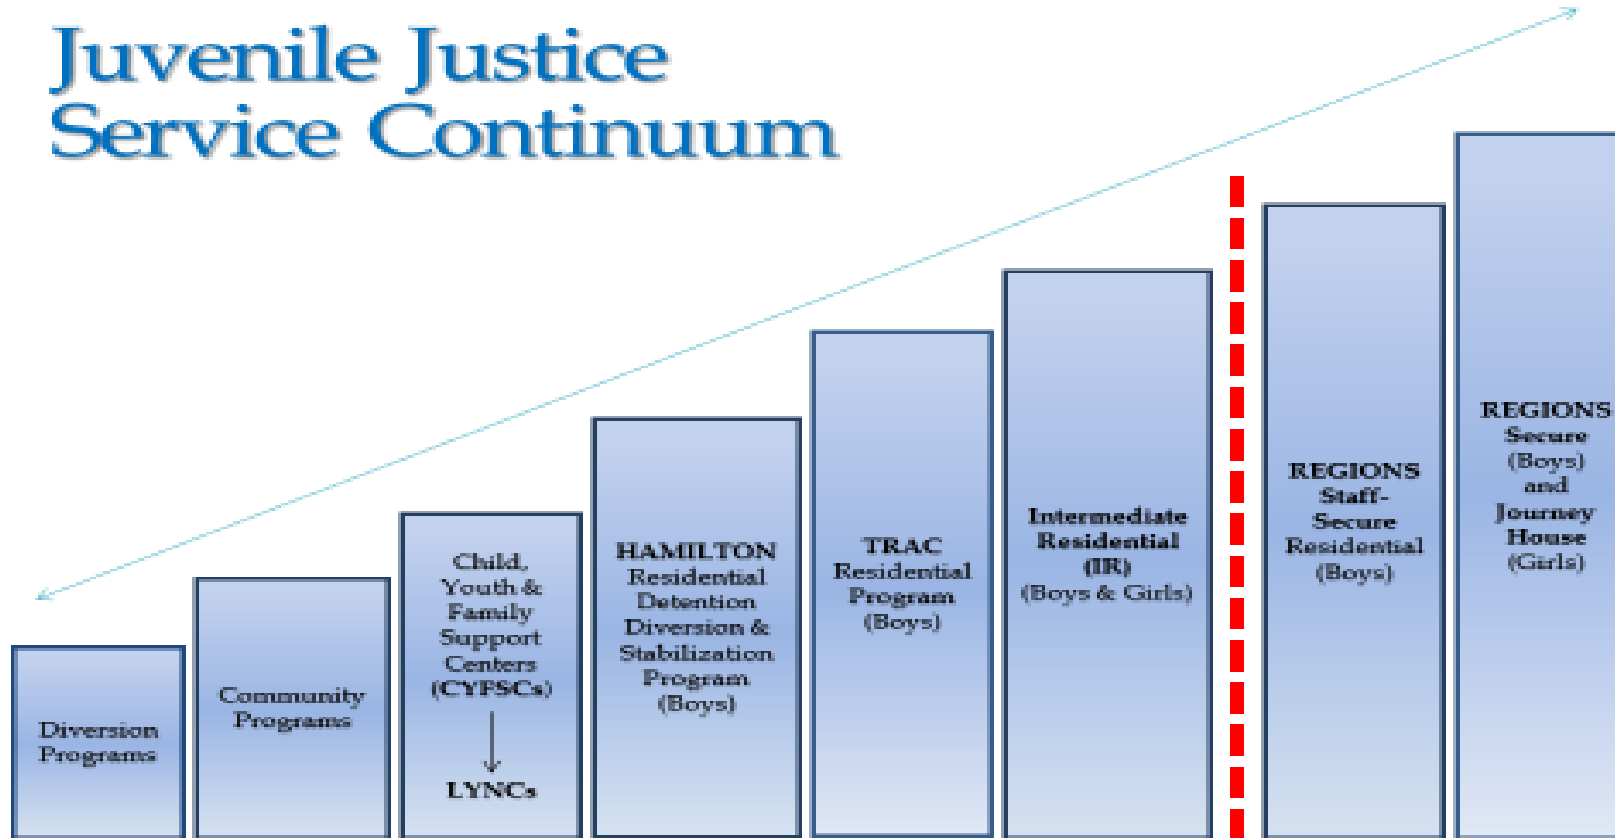 Juvenile Justice
Service Continuum
Diversion
Programs
Community
Programs
Child,
Youth &
Family
Support
Centers
(CYFSCs)
LYNCs
HAMILTON
Residential
Detention
Diversion &
Stabilization
Program
(Boys)
TRAC
Residential
Program
(Boys)
Intermediate
Residential
(IR)
(Boys & Girls)
REGIONS
Staff-
Secure
Residential
(Boys)
REGIONS
Secure
(Boys)
and
Journey
House
(Girls)